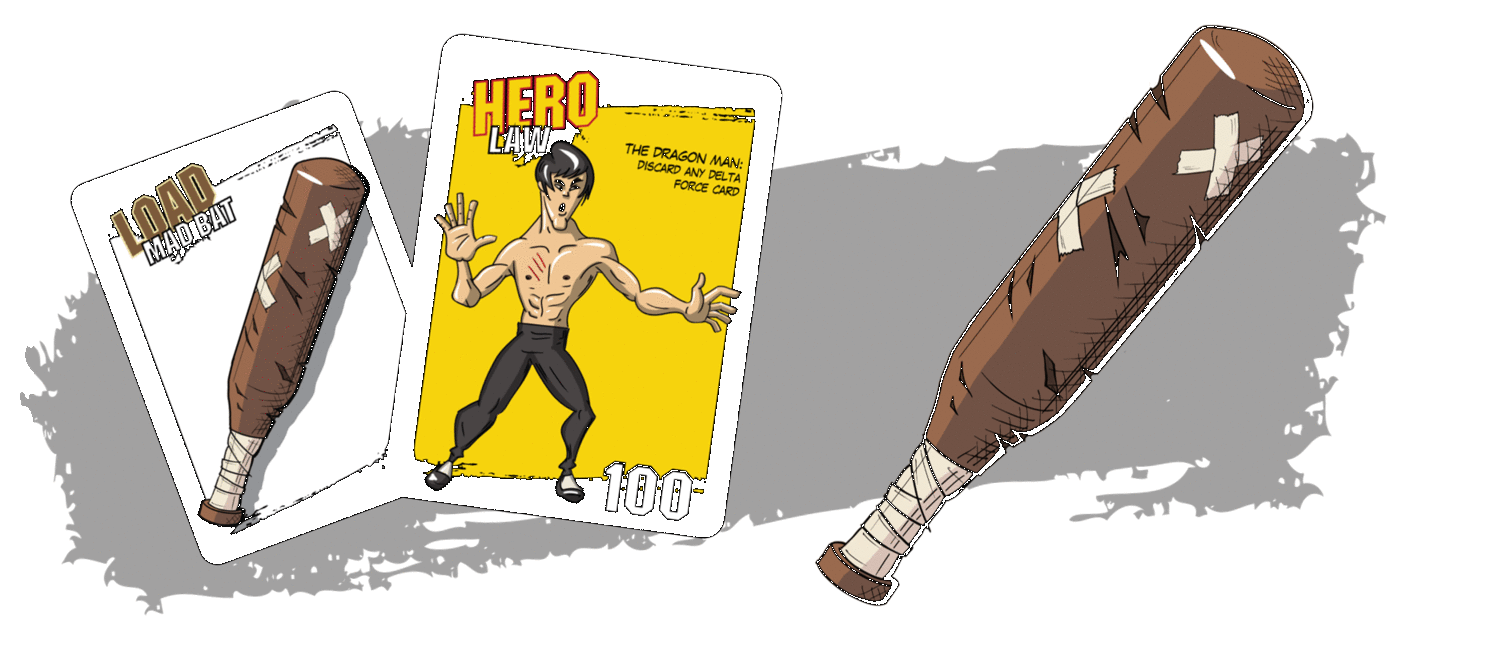 LOAD
MAD BAT
HERO
LAW
THE DRAGON MAN:
DISCARD ANY DELTA
FORCE CARD
100